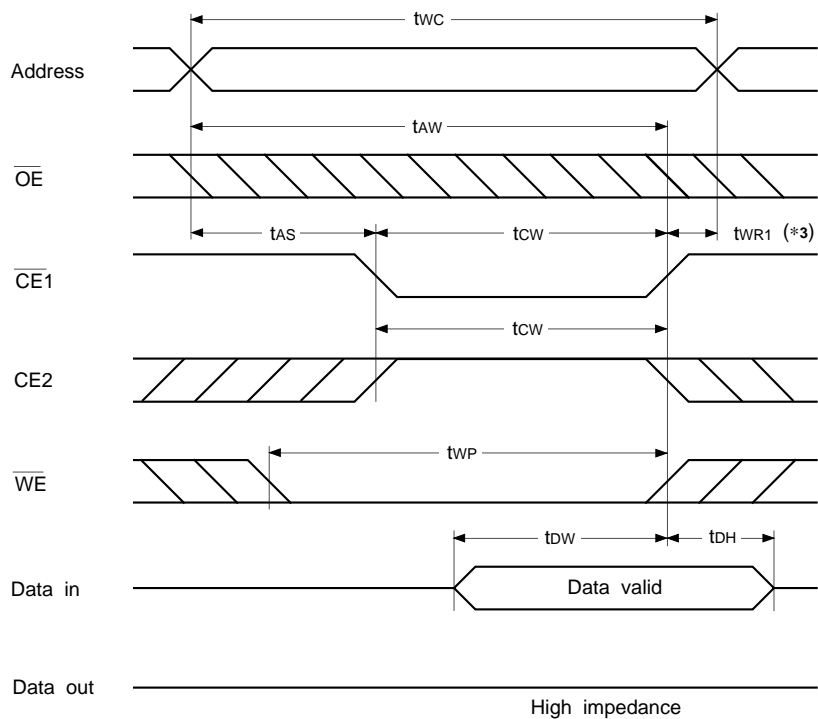 tWC
Address
tAW
OE
tAS tCW tWR1 (*3)
CE1
tCW
CE2
tWP
WE
tDW tDH
Data in Data valid
Data out
High impedance